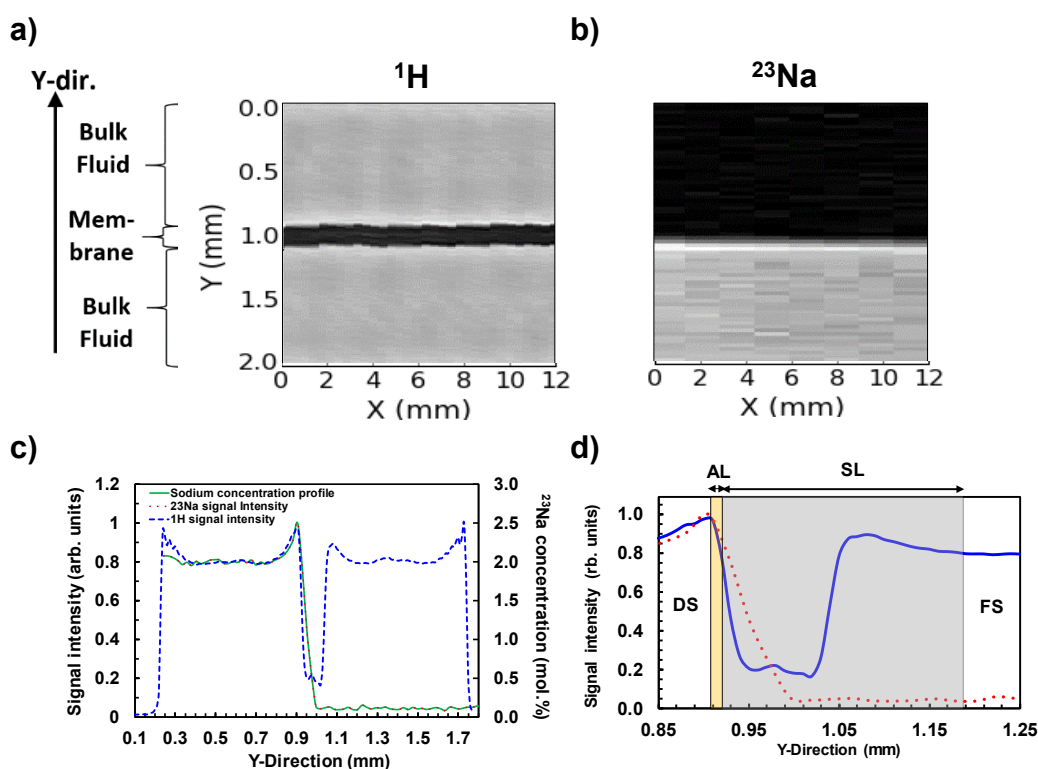 a)
b)
Y-dir.
¹H
²³Na
Bulk
Fluid
Mem-
brane
Bulk
Fluid
Y (mm)
0.0
0.5
1.0
1.5
2.0
0 2 4 6 8 10 12
X (mm)
0 2 4 6 8 10 12
X (mm)
c)
d)
Signal intensity (arb. units)
1.2
1
0.8
0.6
0.4
0.2
0
Sodium concentration profile
23Na signal Intensity
1H signal intensity
3.0
2.5
2.0
1.5
1.0
0.5
0.0
²³Na concentration (mol.%)
0.1 0.3 0.5 0.7 0.9 1.1 1.3 1.5 1.7
Y-Direction (mm)
AL
SL
Signal intensity (rb. units)
1.0
0.8
0.6
0.4
0.2
0.0
DS
FS
0.85 0.95 1.05 1.15 1.25
Y-Direction (mm)